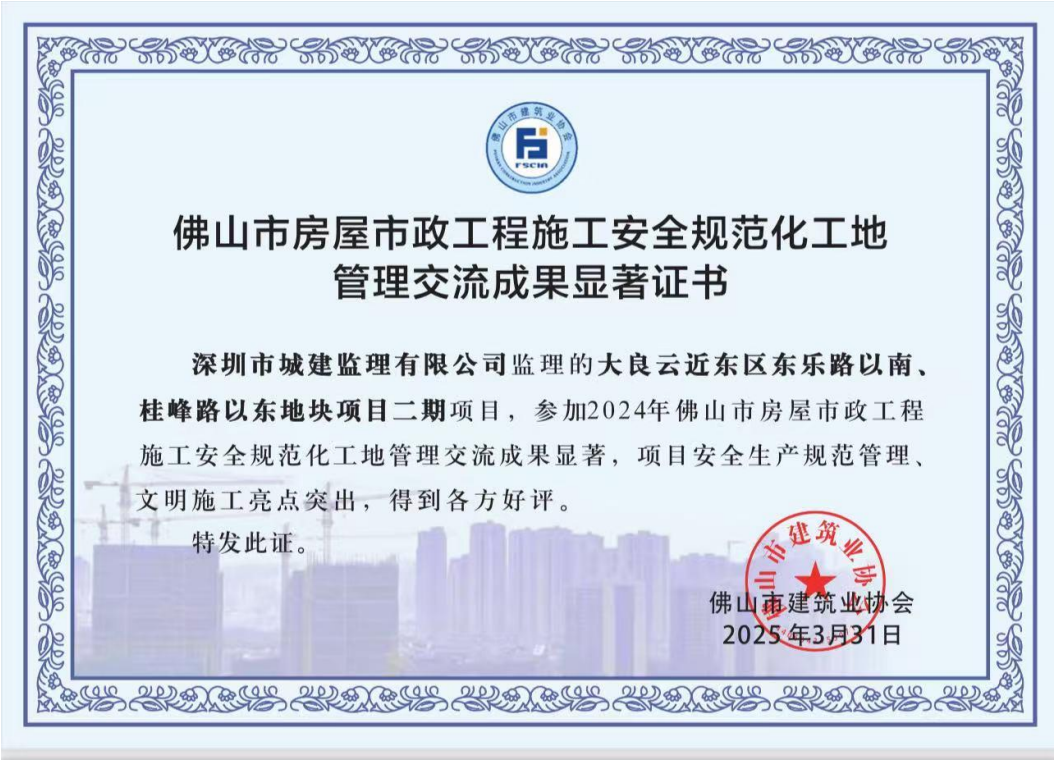 佛山市建筑业协会
FSCIA
佛山市房屋市政工程施工安全规范化工地
管理交流成果显著证书
深圳市城建监理有限公司监理的大良云近东区东乐路以南、
桂峰路以东地块项目二期项目，参加2024年佛山市房屋市政工程
施工安全规范化工地管理交流成果显著，项目安全生产规范管理、
文明施工亮点突出，得到各方好评。
特发此证。
佛山市建筑业协会
佛山市建筑业协会
2025年3月31日